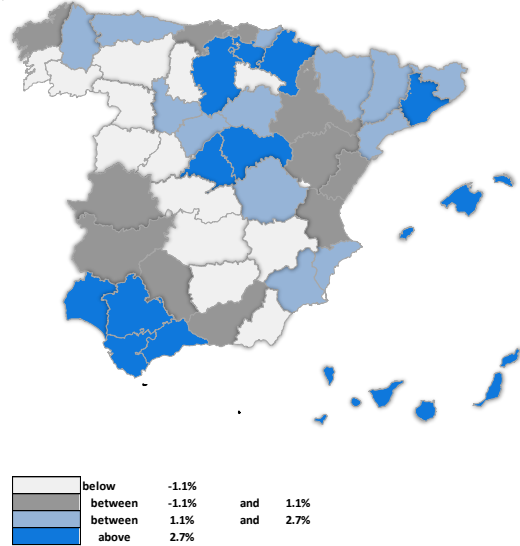 below -1.1%
between -1.1% and 1.1%
between 1.1% and 2.7%
above 2.7%